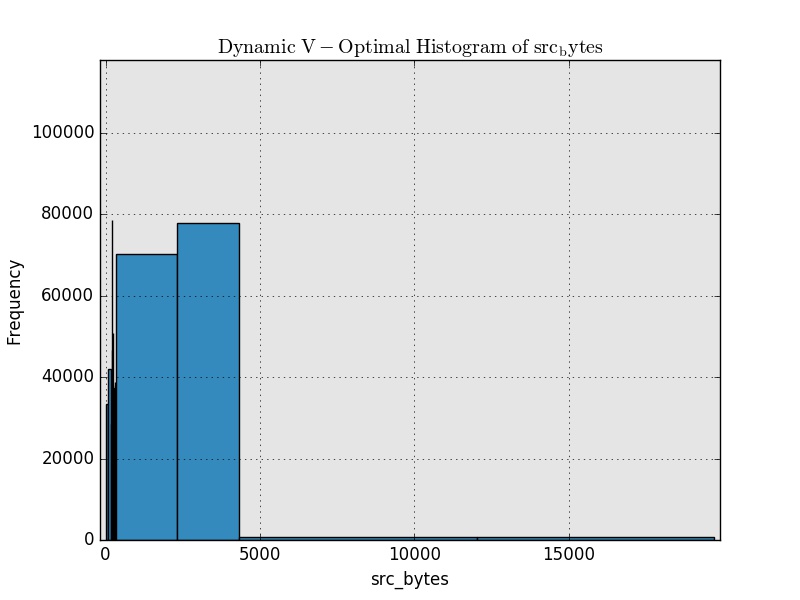 Dynamic V − Optimal Histogram of src_bytes
100000
80000
60000
40000
20000
0
Frequency
0 5000 10000 15000
src_bytes